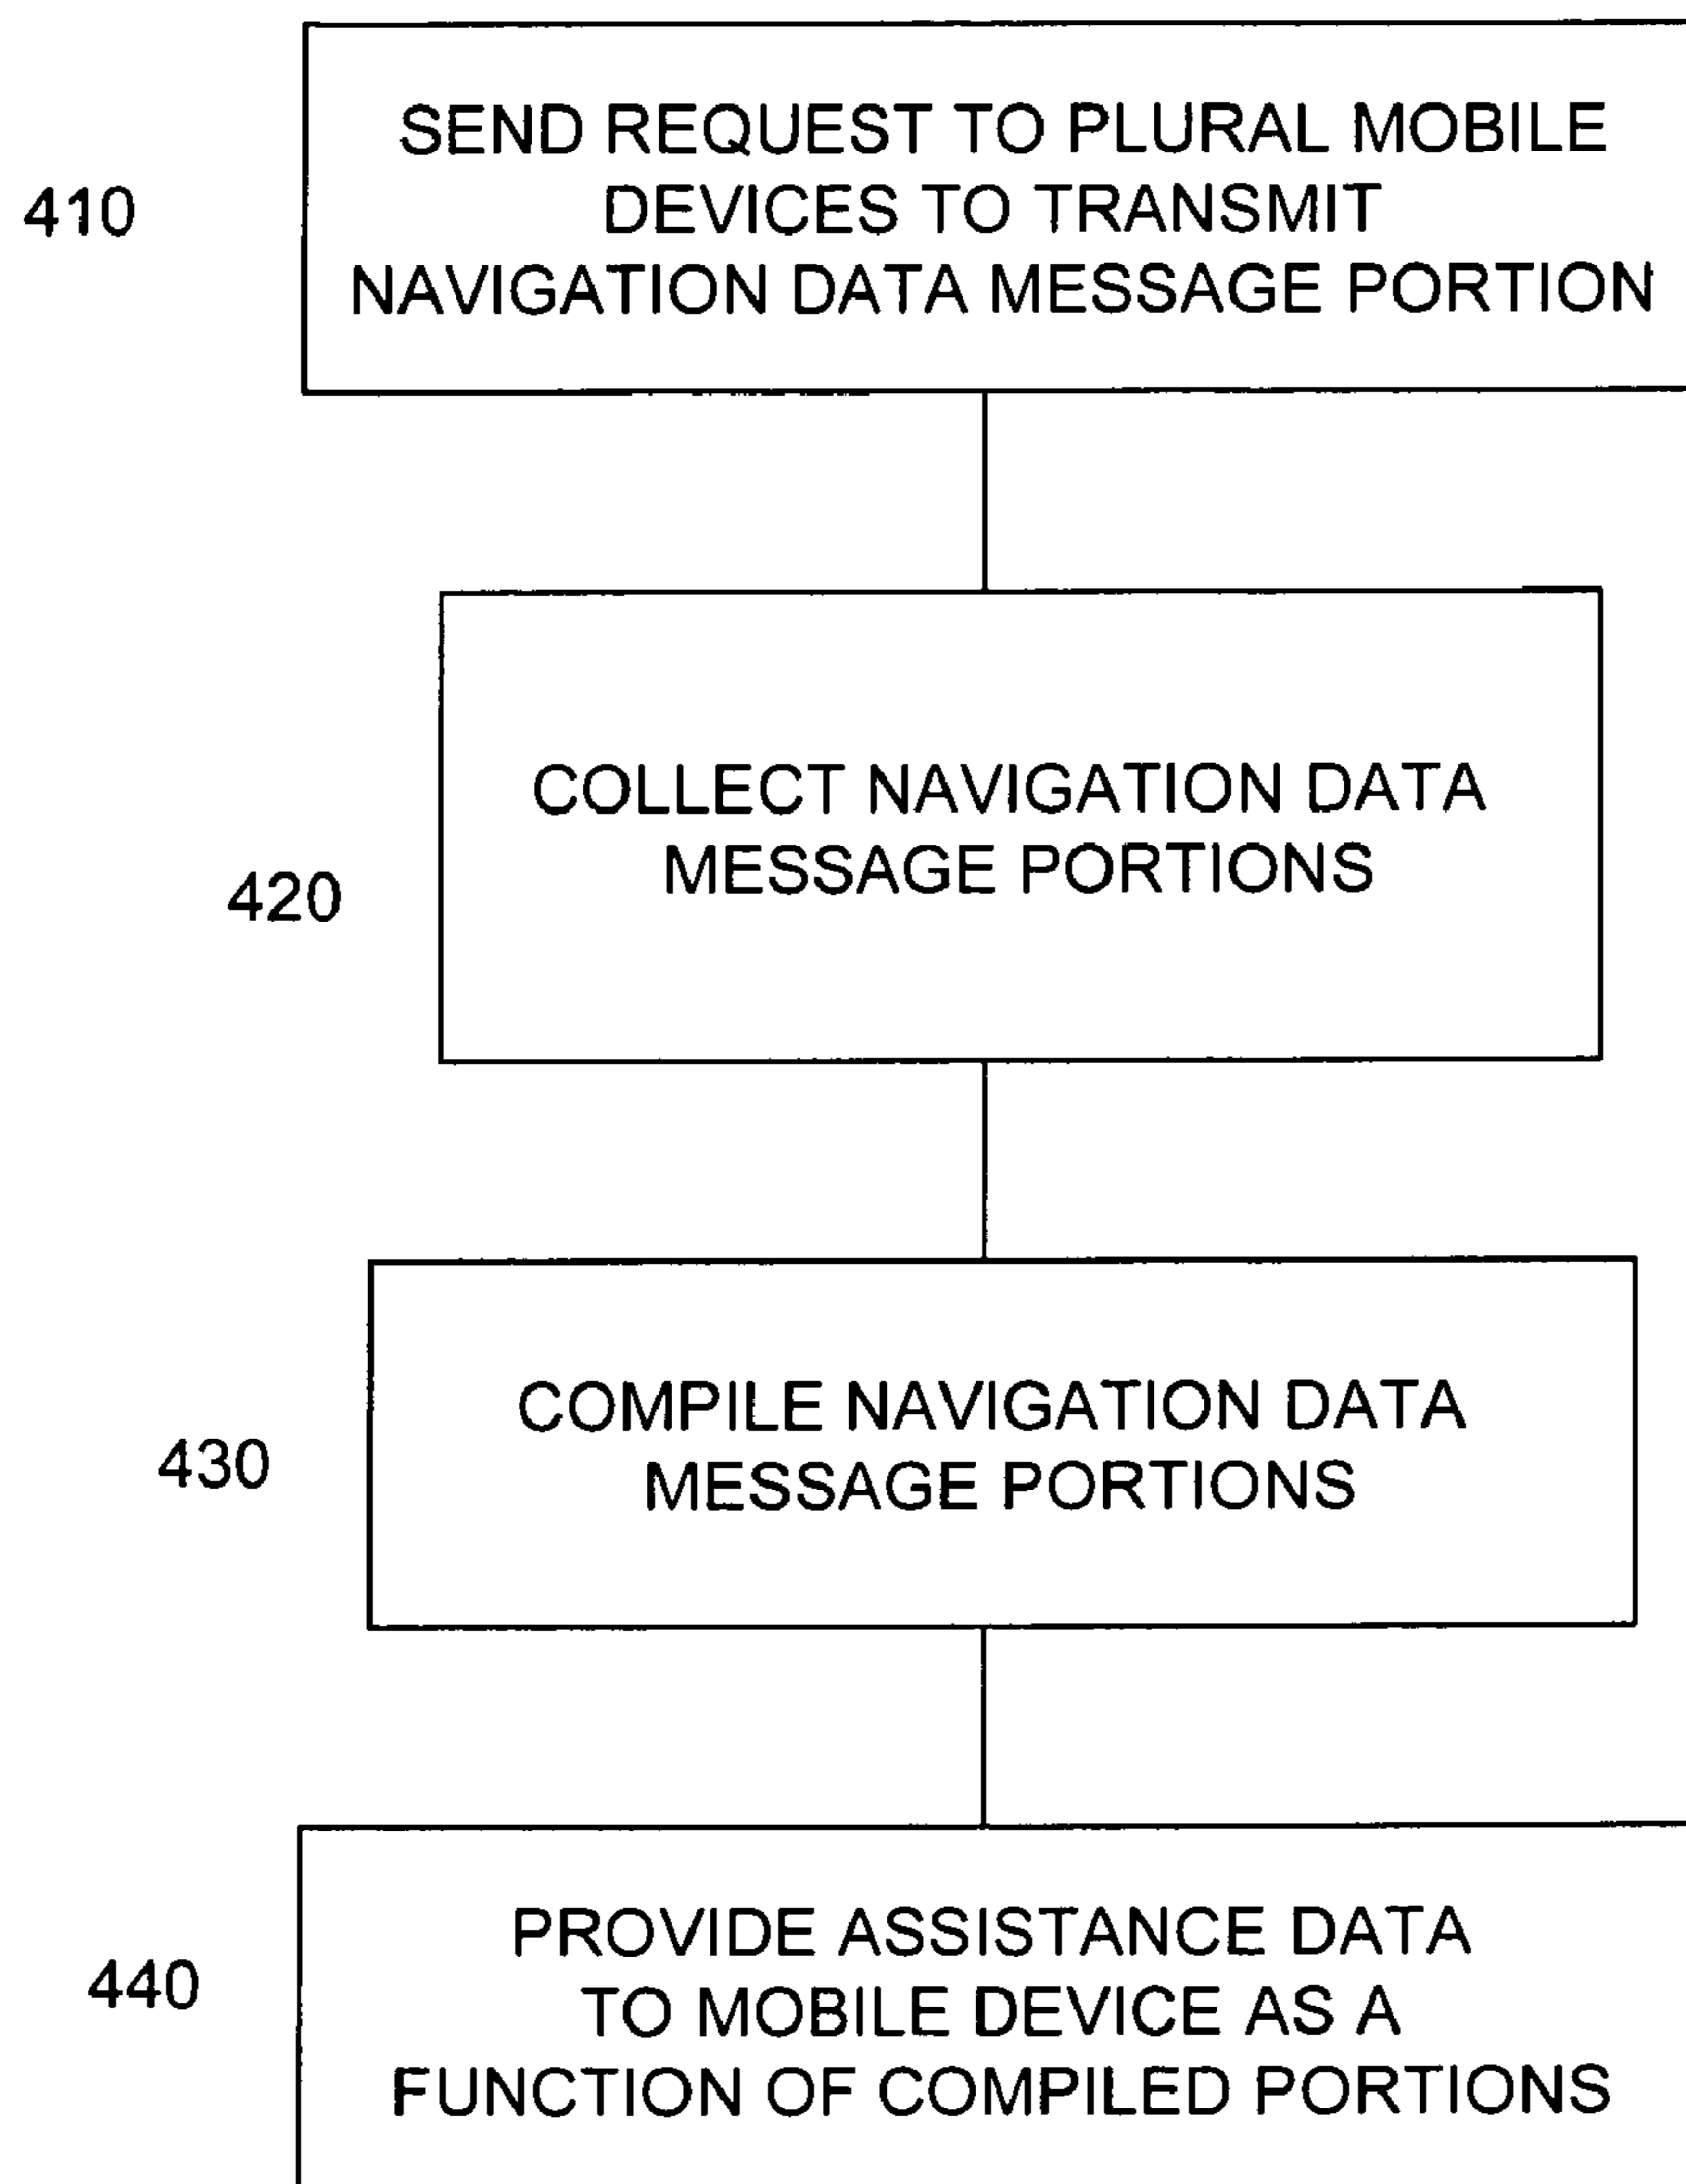 SEND REQUEST TO PLURAL MOBILE
DEVICES TO TRANSMIT
NAVIGATION DATA MESSAGE PORTION
410
COLLECT NAVIGATION DATA
MESSAGE PORTIONS
420
COMPILE NAVIGATION DATA
MESSAGE PORTIONS
430
PROVIDE ASSISTANCE DATA
TO MOBILE DEVICE AS A
FUNCTION OF COMPILED PORTIONS
440